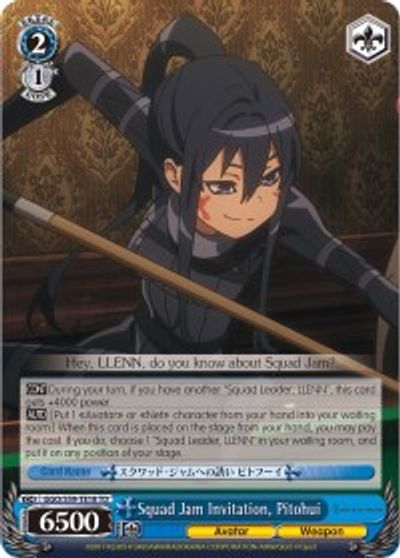 2
1
Hey, LLENN, do you know about Squad Jam?
CONT During your turn, if you have another "Squad Leader, LLENN", this card
gets +4000 power.
AUTO [Put 1 «Avatar» or «Net» character from your hand into your waiting
room] When this card is placed on the stage from your hand, you may pay the
cost. If you do, choose 1 "Squad Leader, LLENN" in your waiting room, and
put it on any position of your stage.
Card Name スクワッド・ジャムへの誘い ピトフーイ
Squad Jam Invitation, Pitohui
6500
Avatar Weapon